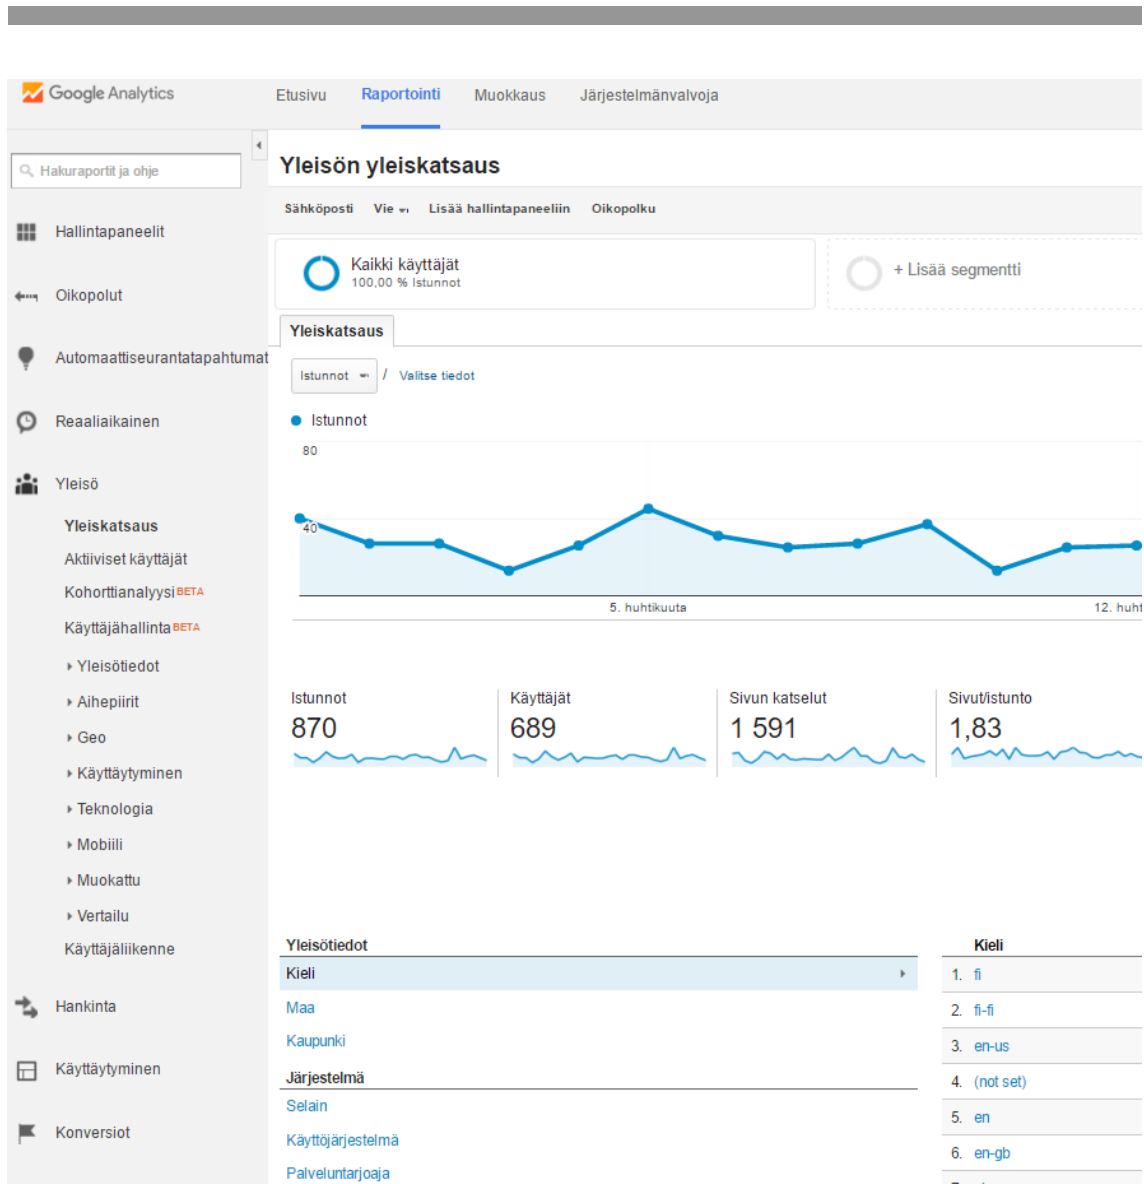 Google Analytics
Etusivu Raportointi Muokkaus Järjestelmänvalvoja
Hakuraportit ja ohje
Hallintapaneelit
Oikopolut
Automaattiseurantatapahtumat
Reaaliaikainen
Yleisö
Yleiskatsaus
Aktiiviset käyttäjät
Kohorttianalyysi BETA
Käyttäjähallinta BETA
Yleisötiedot
Aihepiirit
Geo
Käyttäytyminen
Teknologia
Mobiili
Muokattu
Vertailu
Käyttäjäliikenne
Hankinta
Käyttäytyminen
Konversiot
Yleisön yleiskatsaus
Sähköposti Vie Lisää hallintapaneeliin Oikopolku
Kaikki käyttäjät
100,00 % Istunnot
+ Lisää segmentti
Yleiskatsaus
Istunnot / Valitse tiedot
Istunnot
80
40
5. huhtikuuta 12. huht
Istunnot Käyttäjät Sivun katselut Sivut/istunto
870 689 1 591 1,83
Yleisötiedot
Kieli
Maa
Kaupunki
Järjestelmä
Selain
Käyttöjärjestelmä
Palveluntarjoaja
Kieli
1. fi
2. fi-fi
3. en-us
4. (not set)
5. en
6. en-gb